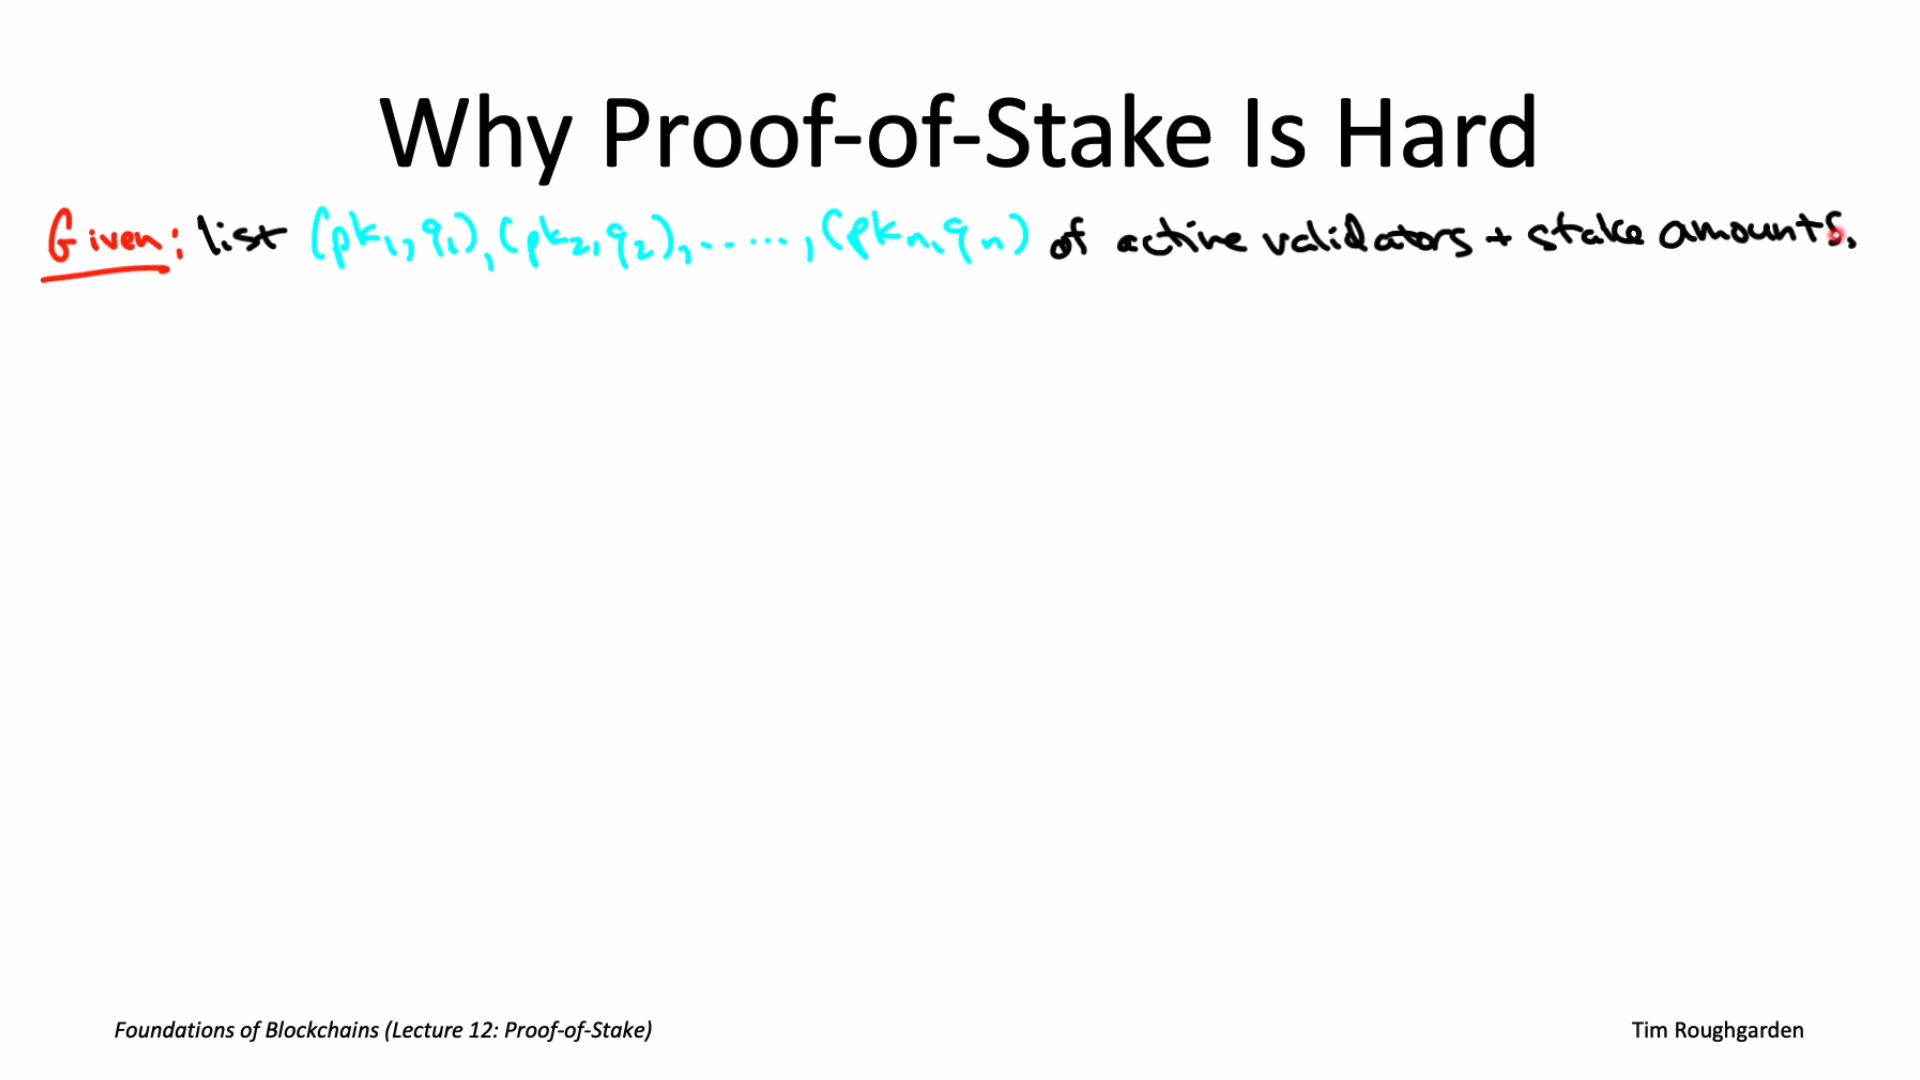 Why Proof-of-Stake Is Hard
Given: list (pk₁, q₁), (pk₂, q₂), ......, (pkₙ, qₙ) of active validators + stake amounts.
Foundations of Blockchains (Lecture 12: Proof-of-Stake)
Tim Roughgarden